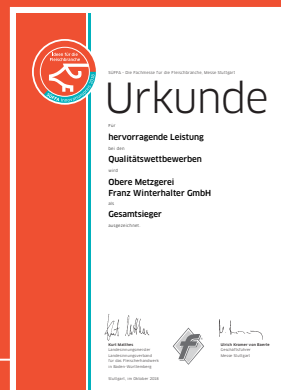 Ideen für die
Fleischbranche
SÜFFA - Die Fachmesse für die Fleischbranche, Messe Stuttgart
Urkunde
Für
hervorragende Leistung
bei den
Qualitätswettbewerben
wird
Obere Metzgerei
Franz Winterhalter GmbH
als
Gesamtsieger
ausgezeichnet
Kurt Matthes
Landesinnungsmeister
Landesinnungsverband
für das Fleischerhandwerk
in Baden-Württemberg
Ulrich Kromer von Baerle
Geschäftsführer
Messe Stuttgart
Stuttgart, im Oktober